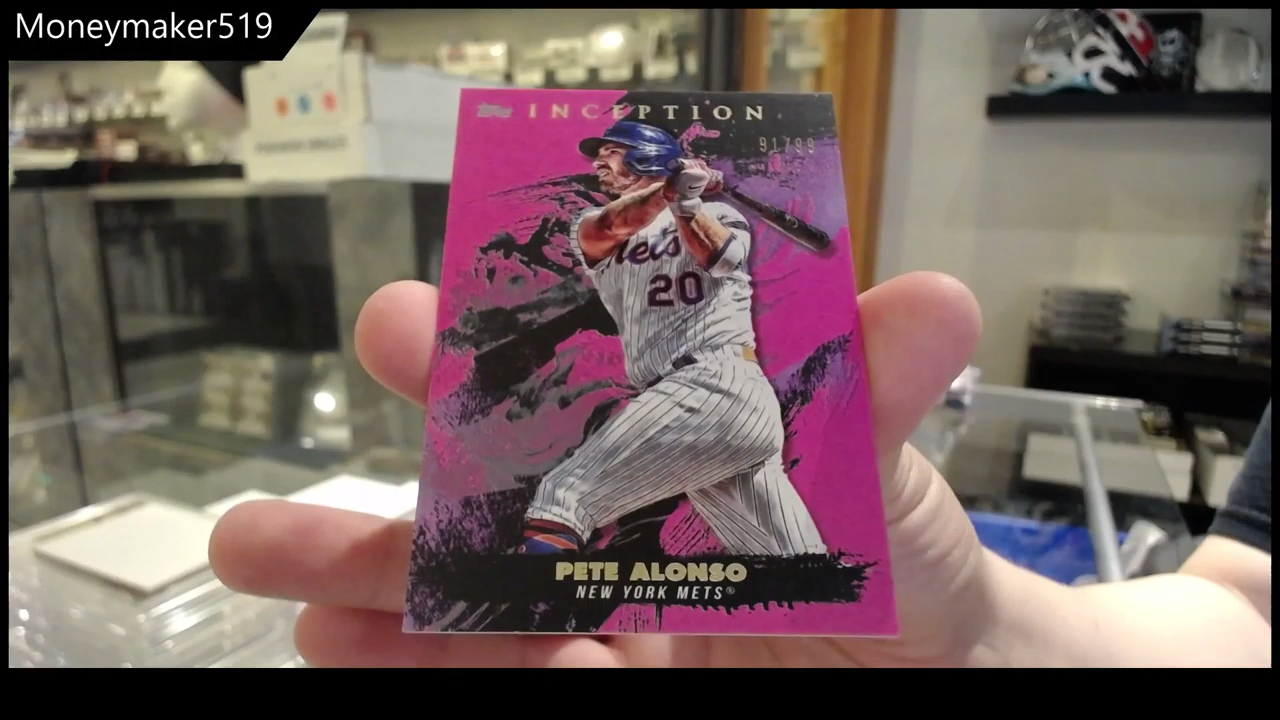 Moneymaker519
Topps INCEPTION
91/99
Mets
20
PETE ALONSO
NEW YORK METS®